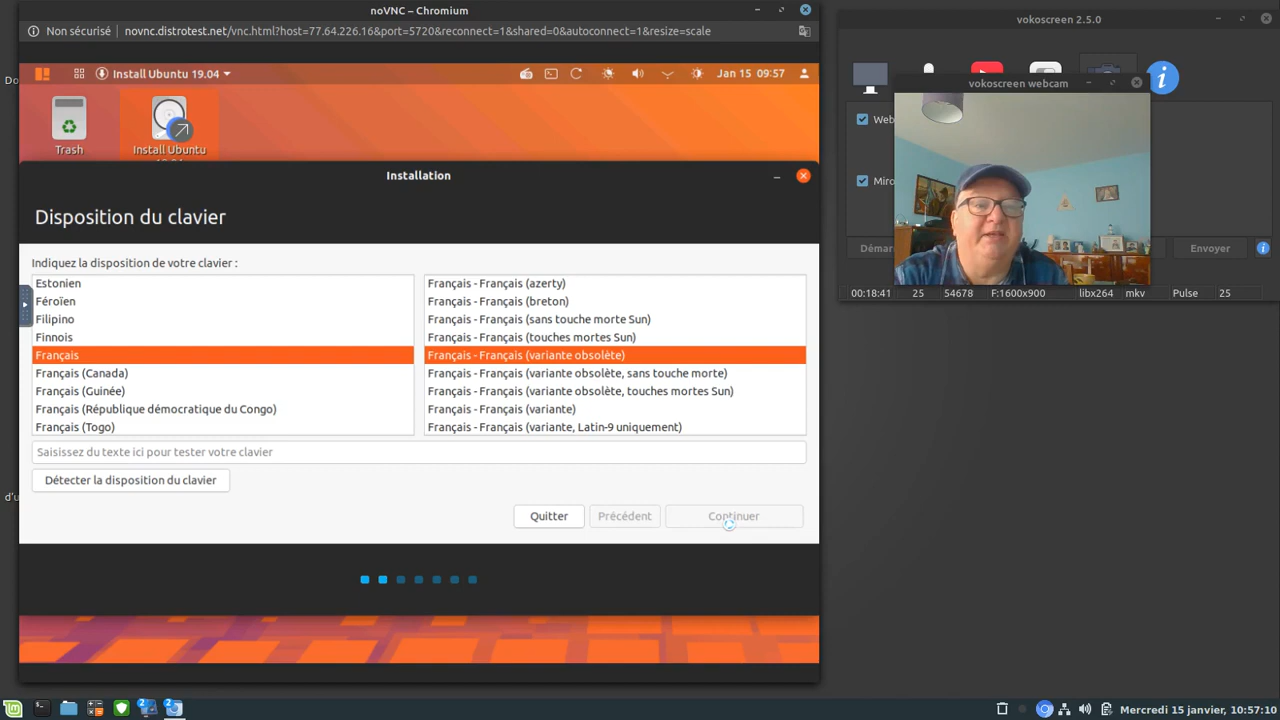 noVNC – Chromium
Non sécurisé
novnc.distrotest.net/vnc.html?host=77.64.226.16&port=5720&reconnect=1&shared=0&autoconnect=1&resize=scale
Install Ubuntu 19.04
Jan 15 09:57
Trash
Install Ubuntu
Installation
Disposition du clavier
Indiquez la disposition de votre clavier :
Estonien
Féroïen
Filipino
Finnois
Français
Français (Canada)
Français (Guinée)
Français (République démocratique du Congo)
Français (Togo)
Français - Français (azerty)
Français - Français (breton)
Français - Français (sans touche morte Sun)
Français - Français (touches mortes Sun)
Français - Français (variante obsolète)
Français - Français (variante obsolète, sans touche morte)
Français - Français (variante obsolète, touches mortes Sun)
Français - Français (variante)
Français - Français (variante, Latin-9 uniquement)
Saisissez du texte ici pour tester votre clavier
Détecter la disposition du clavier
Quitter
Précédent
Continuer
vokoscreen 2.5.0
vokoscreen webcam
Web
Miro
Démar
Envoyer
00:18:41
25
54678
F:1600x900
libx264
mkv
Pulse
25
Do
d'u
2
2
Mercredi 15 janvier, 10:57:10